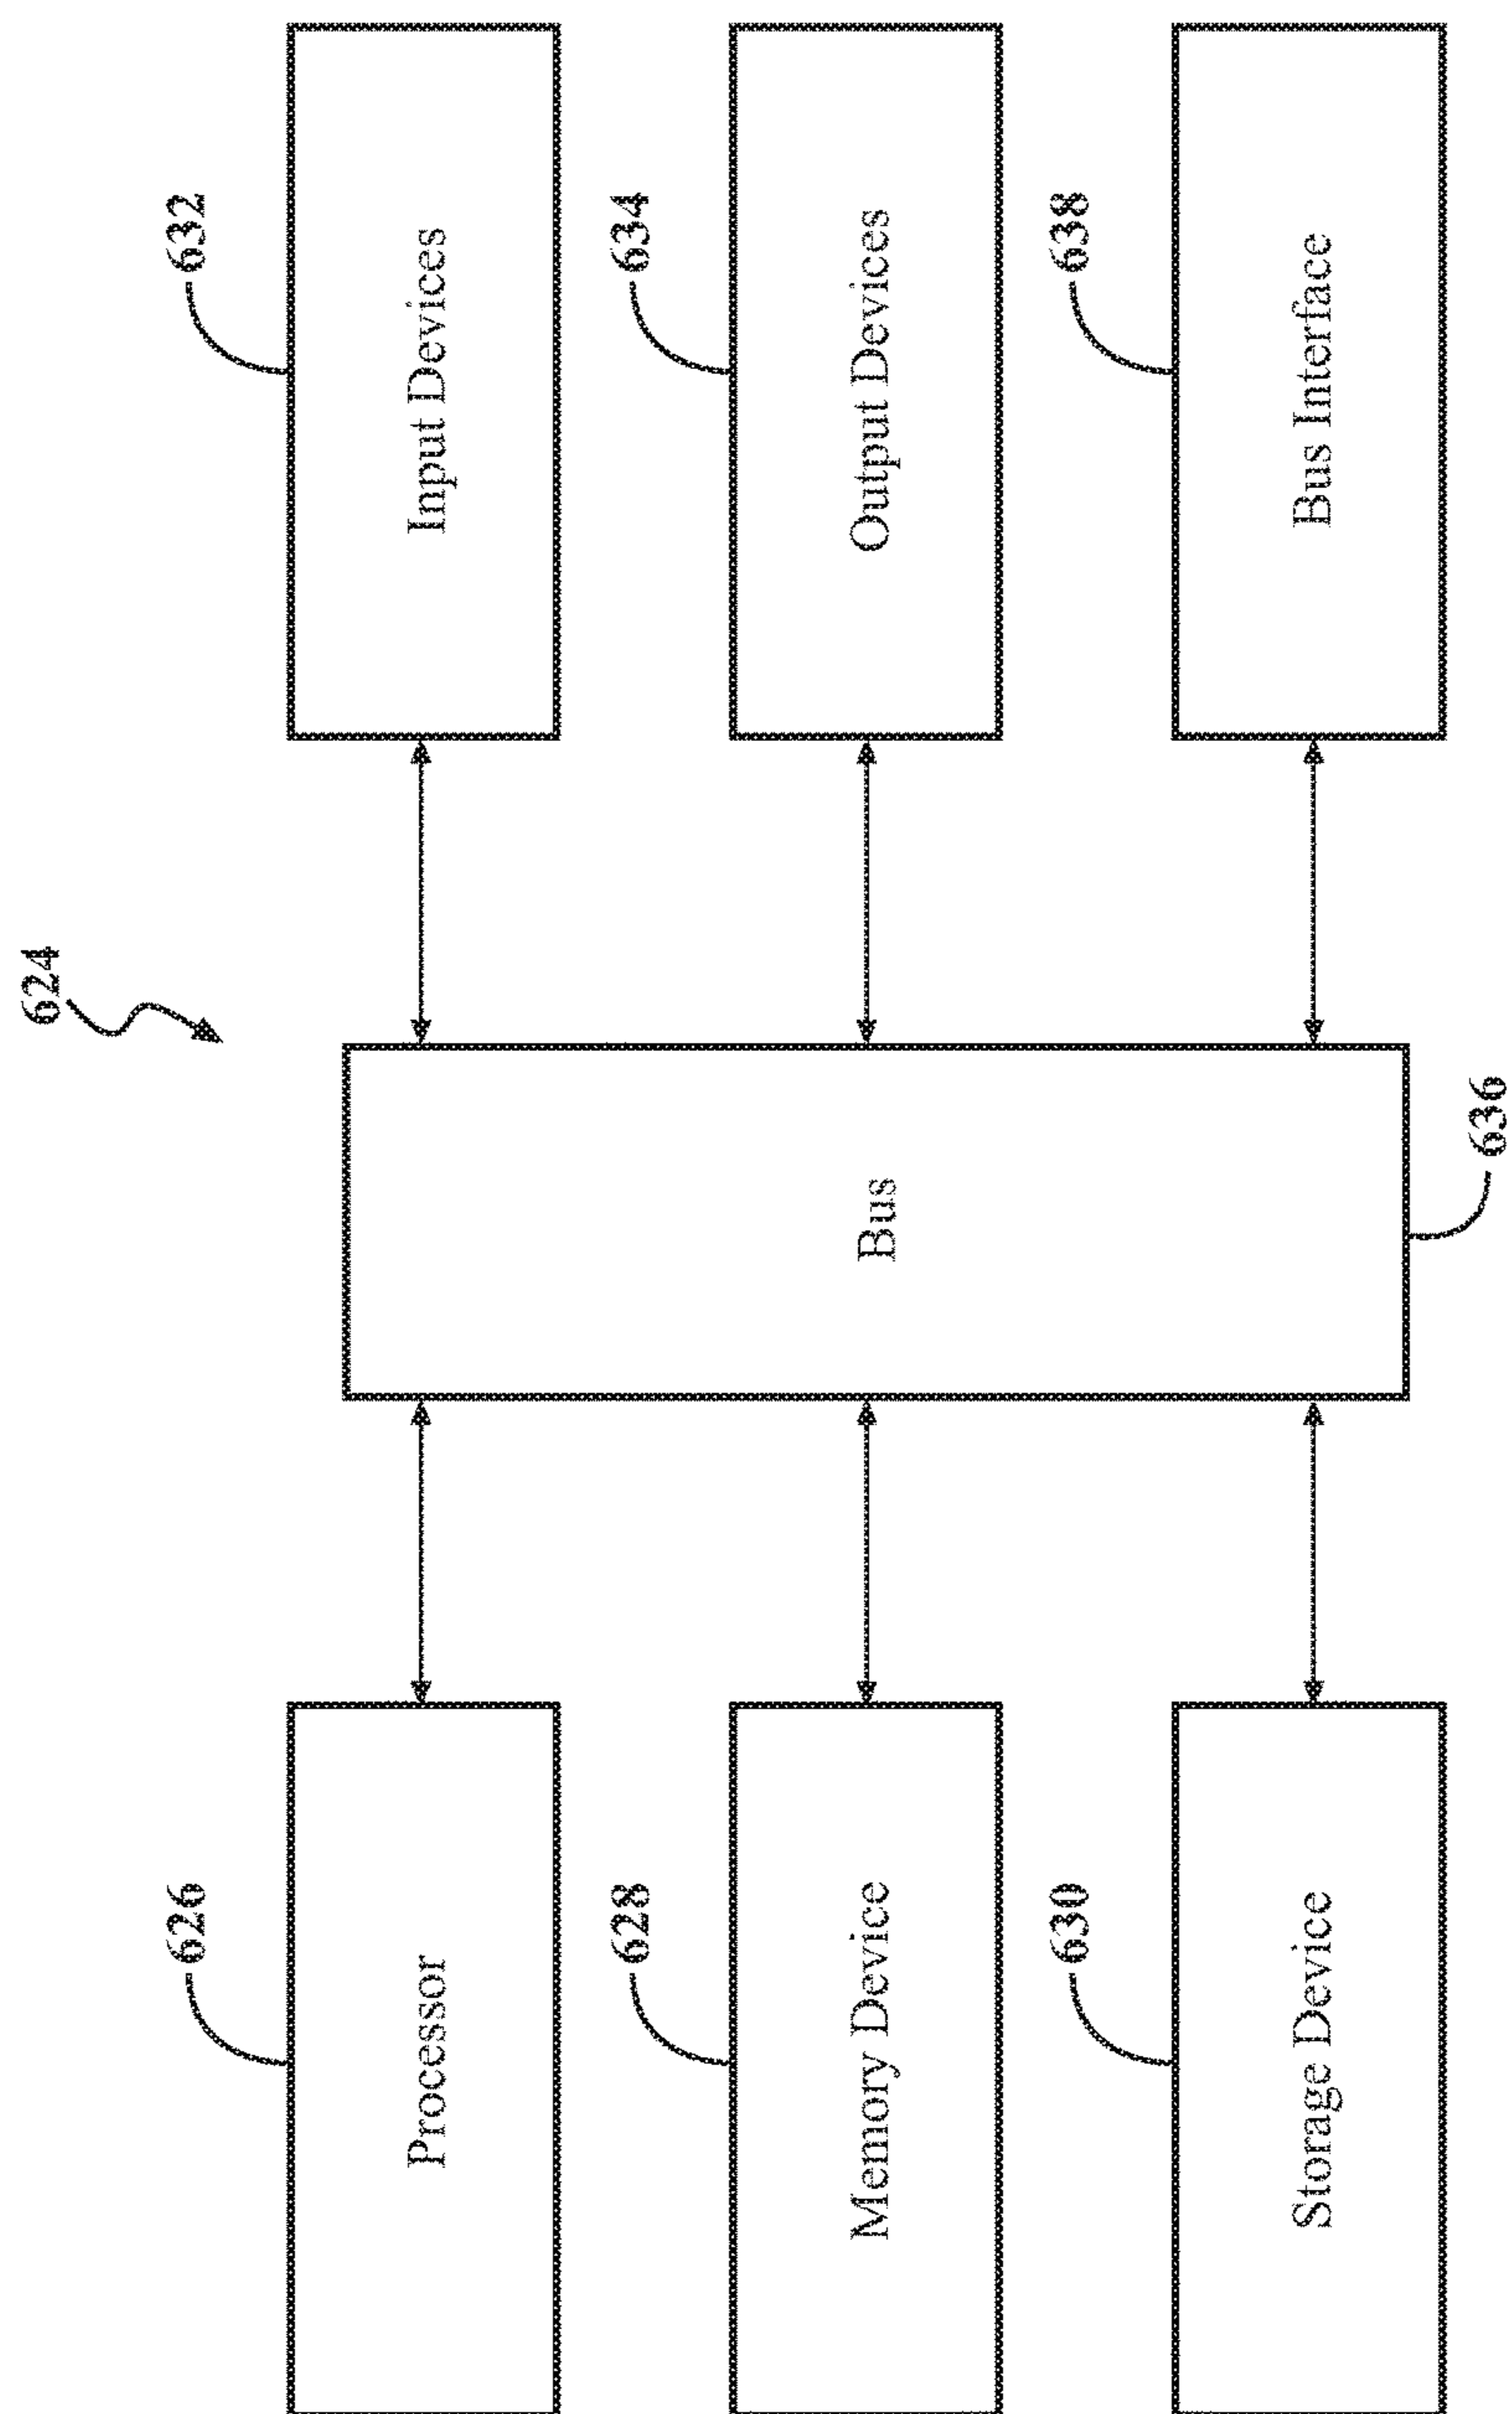 624
626
Processor
632
Input Devices
628
Memory Device
Bus
634
Output Devices
630
Storage Device
638
Bus Interface
636